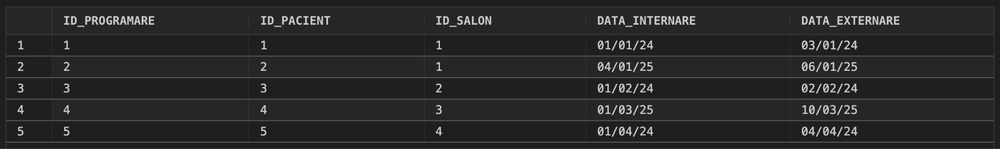 ID_PROGRAMARE ID_PACIENT ID_SALON DATA_INTERNARE DATA_EXTERNARE
1 1 1 1 01/01/24 03/01/24
2 2 2 1 04/01/25 06/01/25
3 3 3 2 01/02/24 02/02/24
4 4 4 3 01/03/25 10/03/25
5 5 5 4 01/04/24 04/04/24